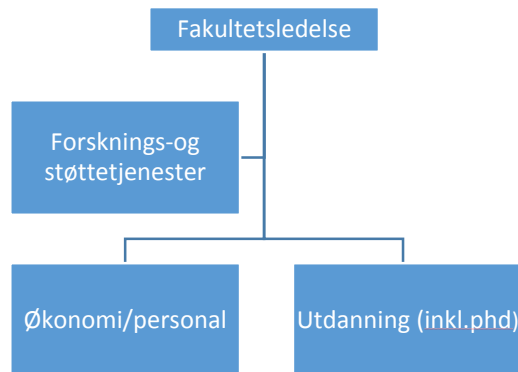 Fakultetsledelse
Forsknings-og
støttetjenester
Økonomi/personal
Utdanning (inkl.phd)